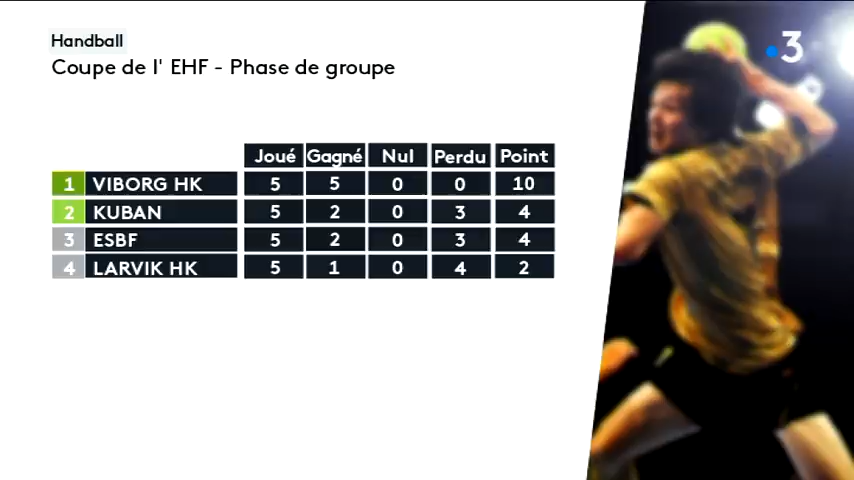 Handball
Coupe de l' EHF - Phase de groupe
3
Joué Gagné Nul Perdu Point
1 VIBORG HK 5 5 0 0 10
2 KUBAN 5 2 0 3 4
3 ESBF 5 2 0 3 4
4 LARVIK HK 5 1 0 4 2